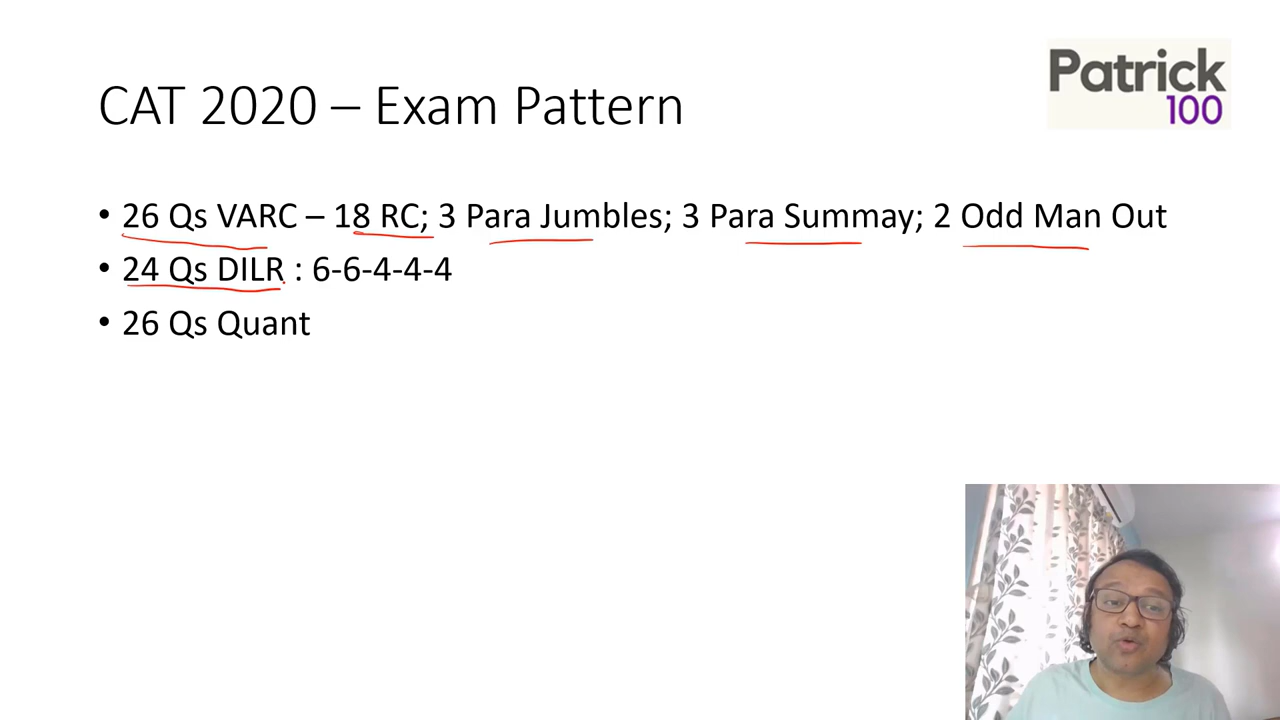 Patrick
100
CAT 2020 – Exam Pattern
• 26 Qs VARC – 18 RC; 3 Para Jumbles; 3 Para Summay; 2 Odd Man Out
• 24 Qs DILR : 6-6-4-4-4
• 26 Qs Quant